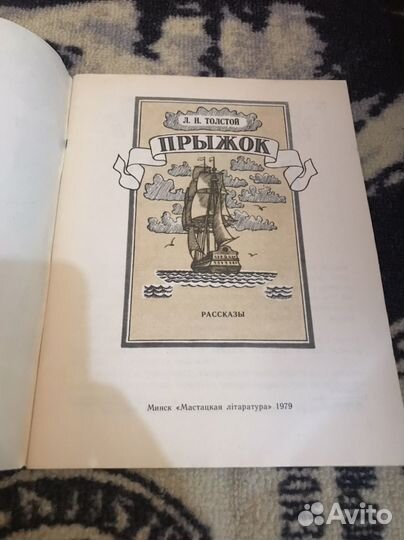 Л. Н. ТОЛСТОЙ
ПРЫЖОК
РАССКАЗЫ
Минск «Мастацкая літаратура» 1979
Avito